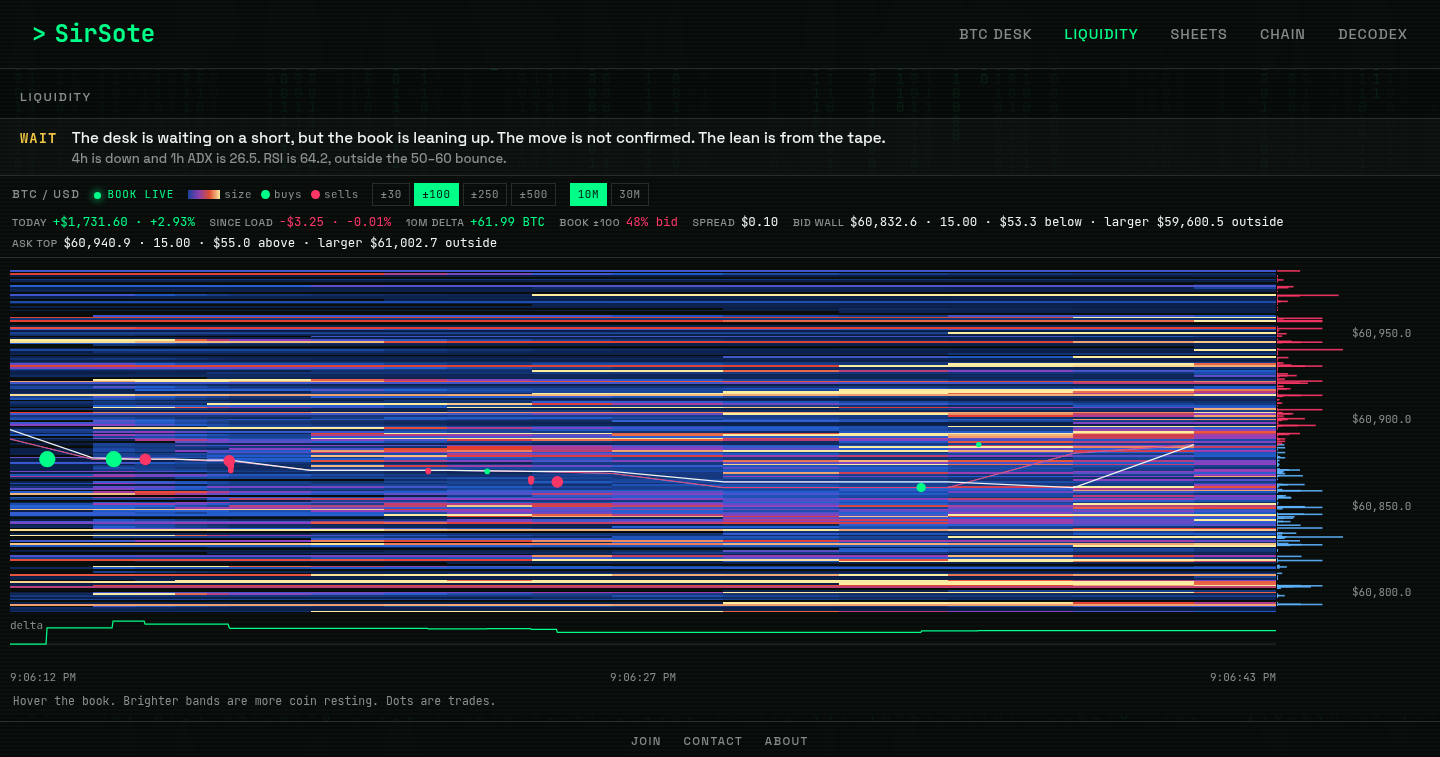 > SirSote
BTC DESK LIQUIDITY SHEETS CHAIN DECODEX
LIQUIDITY
WAIT The desk is waiting on a short, but the book is leaning up. The move is not confirmed. The lean is from the tape.
4h is down and 1h ADX is 26.5. RSI is 64.2, outside the 50–60 bounce.
BTC / USD BOOK LIVE size buys sells ±30 ±100 ±250 ±500 10M 30M
TODAY +$1,731.60 · +2.93% SINCE LOAD -$3.25 · -0.01% 10M DELTA +61.99 BTC BOOK ±100 48% bid SPREAD $0.10 BID WALL $60,832.6 · 15.00 · $53.3 below · larger $59,600.5 outside
ASK TOP $60,940.9 · 15.00 · $55.0 above · larger $61,002.7 outside
$60,950.0
$60,900.0
$60,850.0
$60,800.0
delta
9:06:12 PM 9:06:27 PM 9:06:43 PM
Hover the book. Brighter bands are more coin resting. Dots are trades.
JOIN CONTACT ABOUT